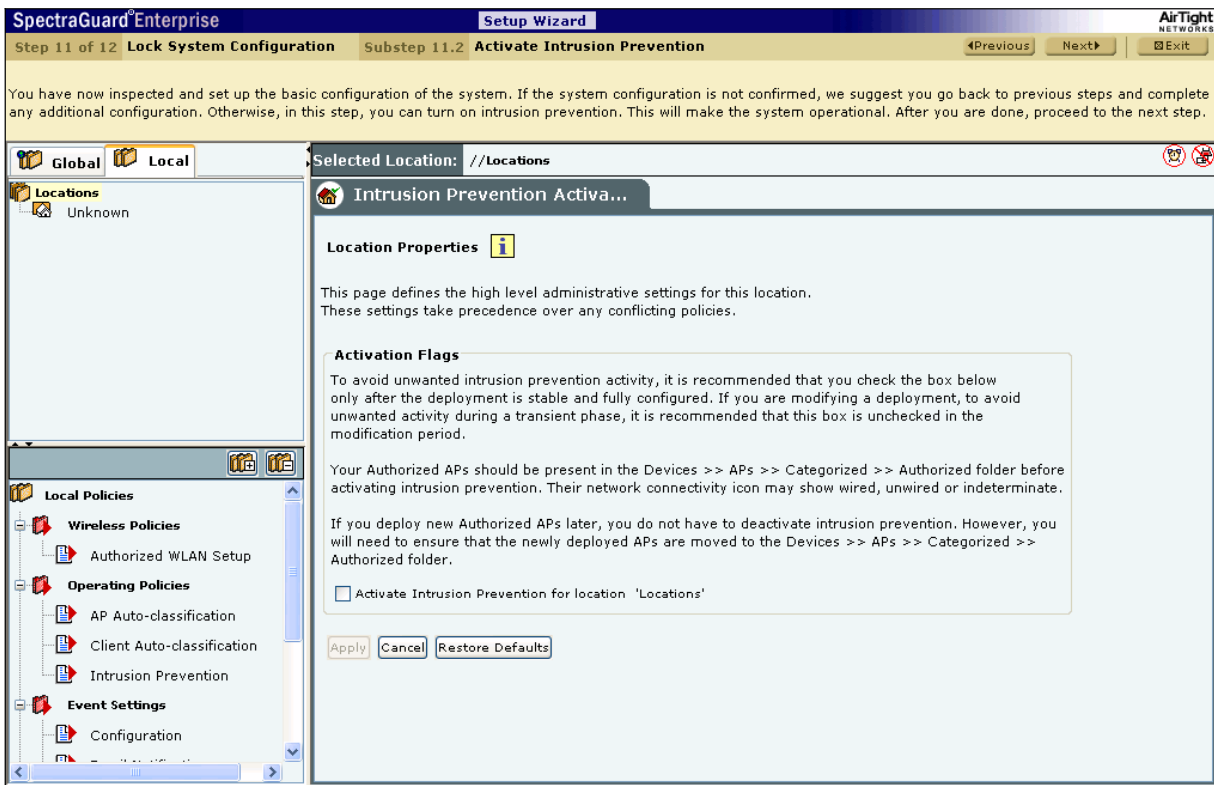 SpectraGuard®Enterprise
Setup Wizard
AirTight
NETWORKS
Step 11 of 12 Lock System Configuration Substep 11.2 Activate Intrusion Prevention
Previous Next Exit
You have now inspected and set up the basic configuration of the system. If the system configuration is not confirmed, we suggest you go back to previous steps and complete
any additional configuration. Otherwise, in this step, you can turn on intrusion prevention. This will make the system operational. After you are done, proceed to the next step.
Global Local
Locations
Unknown
Selected Location: //Locations
Intrusion Prevention Activa...
Location Properties i
This page defines the high level administrative settings for this location.
These settings take precedence over any conflicting policies.
Activation Flags
To avoid unwanted intrusion prevention activity, it is recommended that you check the box below
only after the deployment is stable and fully configured. If you are modifying a deployment, to avoid
unwanted activity during a transient phase, it is recommended that this box is unchecked in the
modification period.
Your Authorized APs should be present in the Devices >> APs >> Categorized >> Authorized folder before
activating intrusion prevention. Their network connectivity icon may show wired, unwired or indeterminate.
If you deploy new Authorized APs later, you do not have to deactivate intrusion prevention. However, you
will need to ensure that the newly deployed APs are moved to the Devices >> APs >> Categorized >>
Authorized folder.
Activate Intrusion Prevention for location 'Locations'
Apply Cancel Restore Defaults
Local Policies
Wireless Policies
Authorized WLAN Setup
Operating Policies
AP Auto-classification
Client Auto-classification
Intrusion Prevention
Event Settings
Configuration